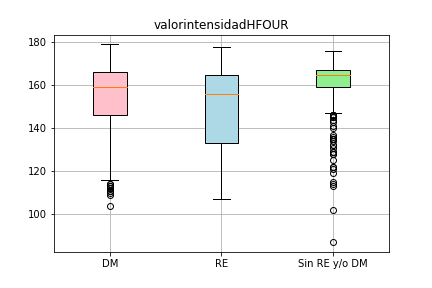 valorintensidadHFOUR
180
160
140
120
100
DM
RE
Sin RE y/o DM